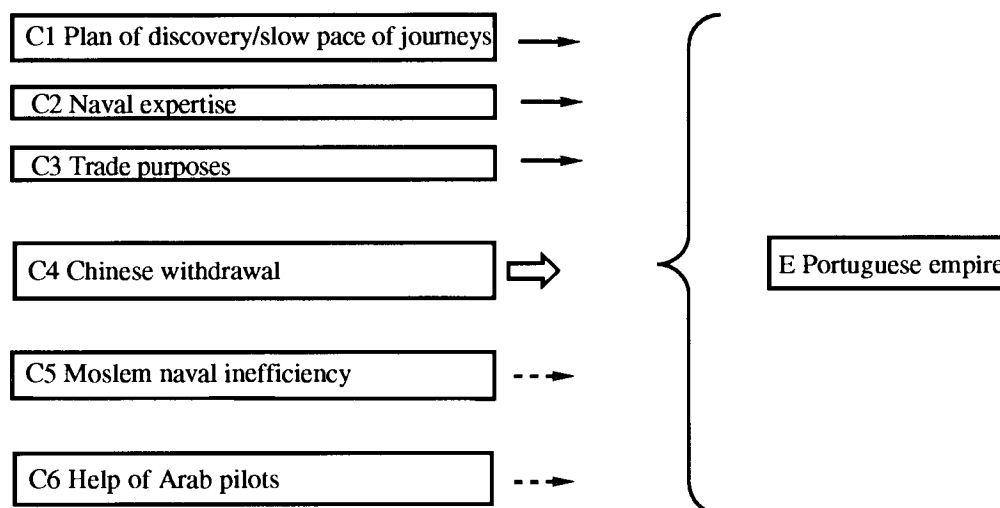 C1 Plan of discovery/slow pace of journeys
C2 Naval expertise
C3 Trade purposes
C4 Chinese withdrawal
E Portuguese empire
C5 Moslem naval inefficiency
C6 Help of Arab pilots